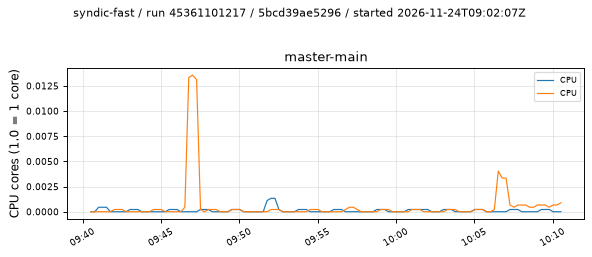 syndic-fast / run 45361101217 / 5bcd39ae5296 / started 2026-11-24T09:02:07Z
master-main
CPU cores (1.0 = 1 core)
0.0125
0.0100
0.0075
0.0050
0.0025
0.0000
CPU
CPU
09:40
09:45
09:50
09:55
10:00
10:05
10:10